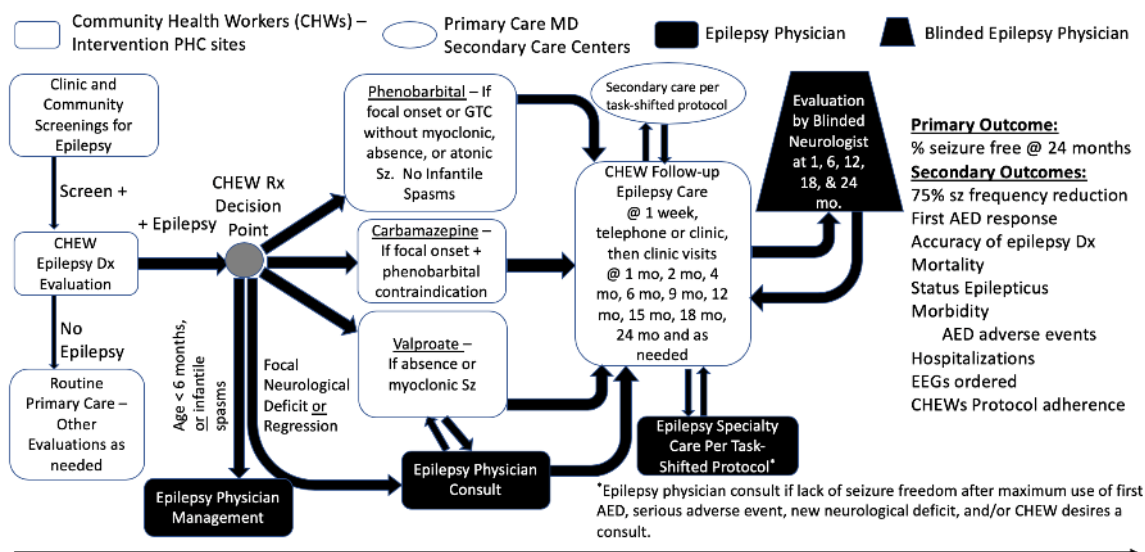 Community Health Workers (CHWs) –
Intervention PHC sites
Primary Care MD
Secondary Care Centers
Epilepsy Physician
Blinded Epilepsy Physician
Clinic and
Community
Screenings for
Epilepsy
Screen +
CHEW
Epilepsy Dx
Evaluation
No
Epilepsy
Routine
Primary Care –
Other
Evaluations as
needed
+ Epilepsy
CHEW Rx
Decision
Point
Age < 6 months,
or infantile
spasms
Focal
Neurological
Deficit or
Regression
Epilepsy Physician
Management
Phenobarbital – If
focal onset or GTC
without myoclonic,
absence, or atonic
Sz. No Infantile
Spasms
Carbamazepine –
If focal onset +
phenobarbital
contraindication
Valproate –
If absence or
myoclonic Sz
Epilepsy Physician
Consult
Secondary care per
task-shifted protocol
CHEW Follow-up
Epilepsy Care
@ 1 week,
telephone or clinic,
then clinic visits
@ 1 mo, 2 mo, 4
mo, 6 mo, 9 mo, 12
mo, 15 mo, 18 mo,
24 mo and as
needed
Epilepsy Specialty
Care Per Task-
Shifted Protocol*
Evaluation
by Blinded
Neurologist
at 1, 6, 12,
18, & 24
mo.
Primary Outcome:
% seizure free @ 24 months
Secondary Outcomes:
75% sz frequency reduction
First AED response
Accuracy of epilepsy Dx
Mortality
Status Epilepticus
Morbidity
AED adverse events
Hospitalizations
EEGs ordered
CHEWs Protocol adherence
*Epilepsy physician consult if lack of seizure freedom after maximum use of first
AED, serious adverse event, new neurological deficit, and/or CHEW desires a
consult.